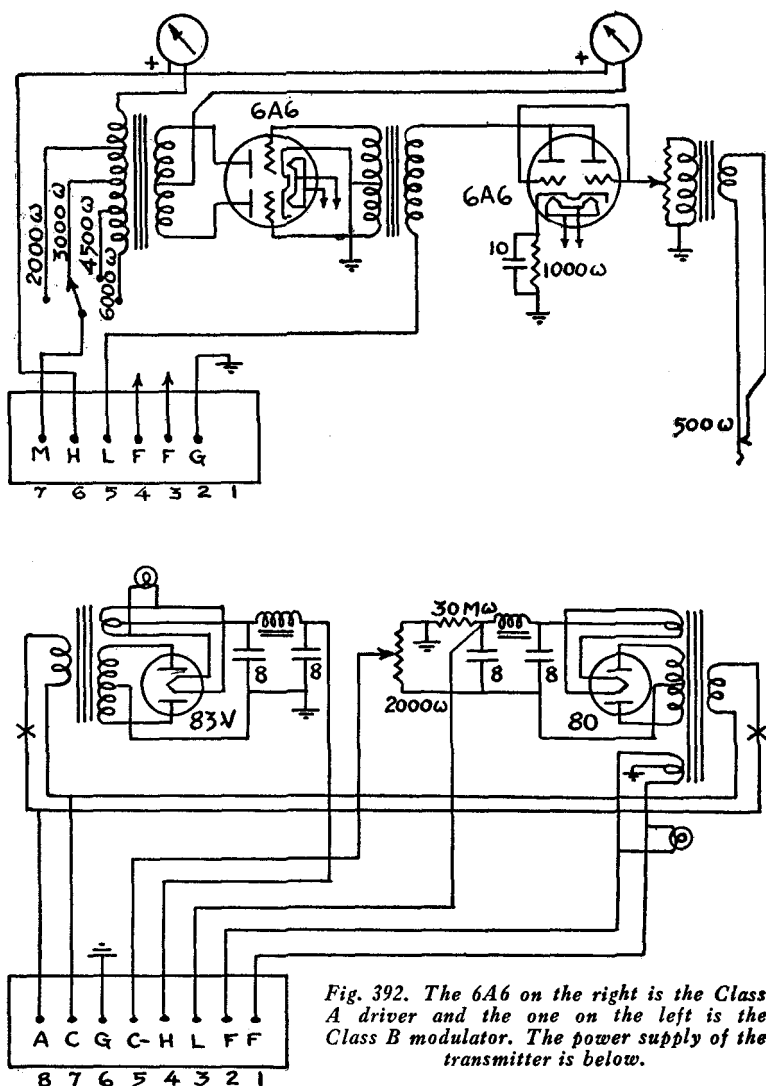 +
+
6A6
6A6
2000ω
3000ω
4500ω
6000ω
10
1000ω
500ω
M H L F F G
7 6 5 4 3 2 1
83V
8
8
30Mω
2000ω
8
8
80
A C G C- H L F F
8 7 6 5 4 3 2 1
Fig. 392. The 6A6 on the right is the Class
A driver and the one on the left is the
Class B modulator. The power supply of the
transmitter is below.